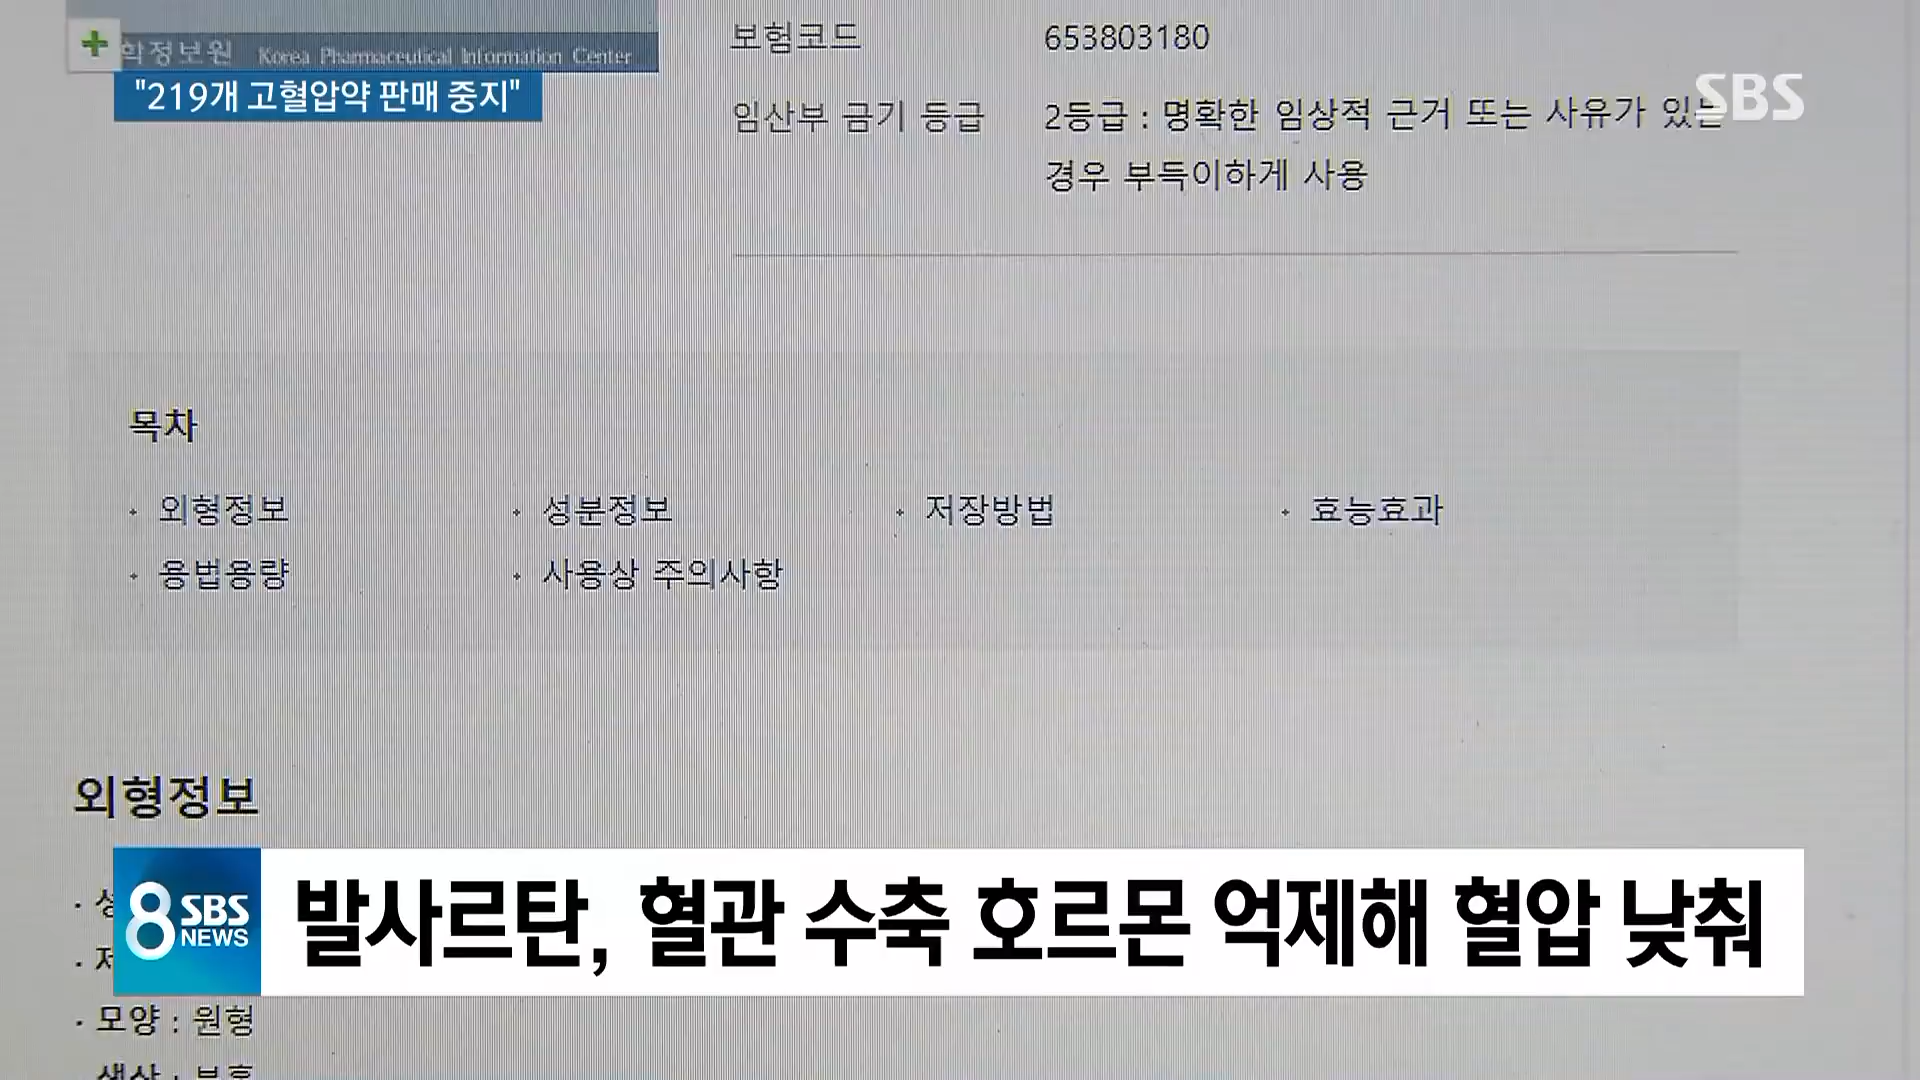 학정보원 Korea Pharmaceutical Information Center
"219개 고혈압약 판매 중지"
SBS
보험코드 653803180
임산부 금기 등급 2등급 : 명확한 임상적 근거 또는 사유가 있는
경우 부득이하게 사용
목차
외형정보 성분정보 저장방법 효능효과
용법용량 사용상 주의사항
외형정보
8 SBS NEWS
발사르탄, 혈관 수축 호르몬 억제해 혈압 낮춰
모양 : 원형